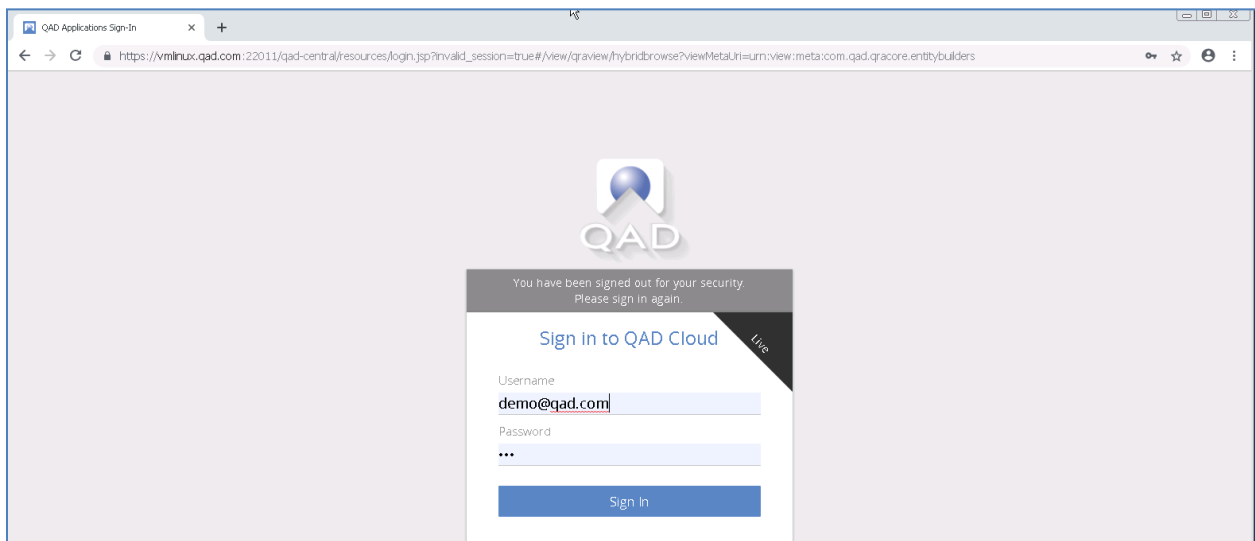 QAD Applications Sign-In
https://vmlinux.qad.com:22011/qad-central/resources/login.jsp?invalid_session=true#/view/qraview/hybridbrowse?viewMetaUri=urn:view:meta:com.qad.qracore.entitybuilders
QAD
You have been signed out for your security.
Please sign in again.
Sign in to QAD Cloud
Live
Username
demo@qad.com
Password
•••
Sign In